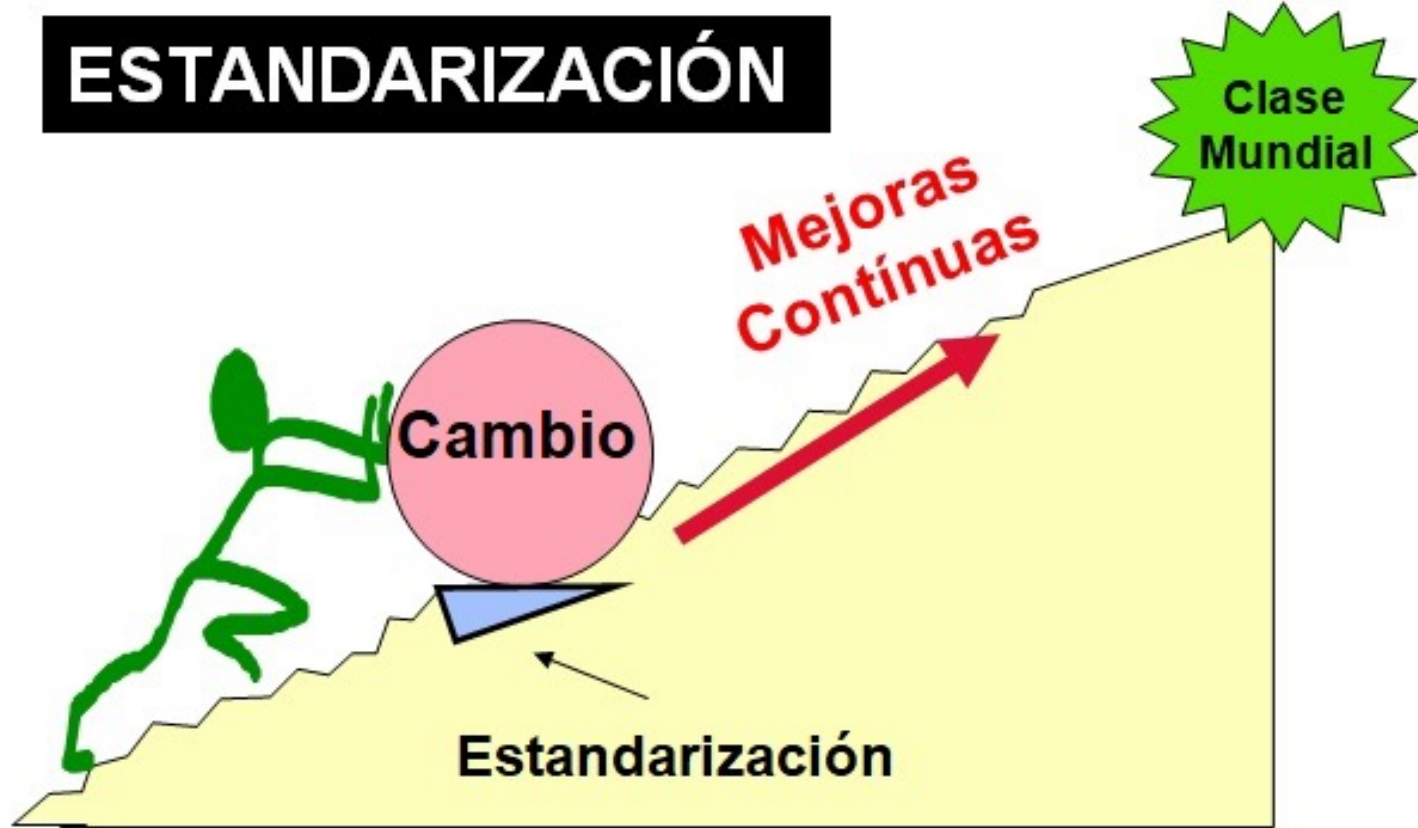 ESTANDARIZACIÓN
Clase
Mundial
Mejoras
Contínuas
Cambio
Estandarización